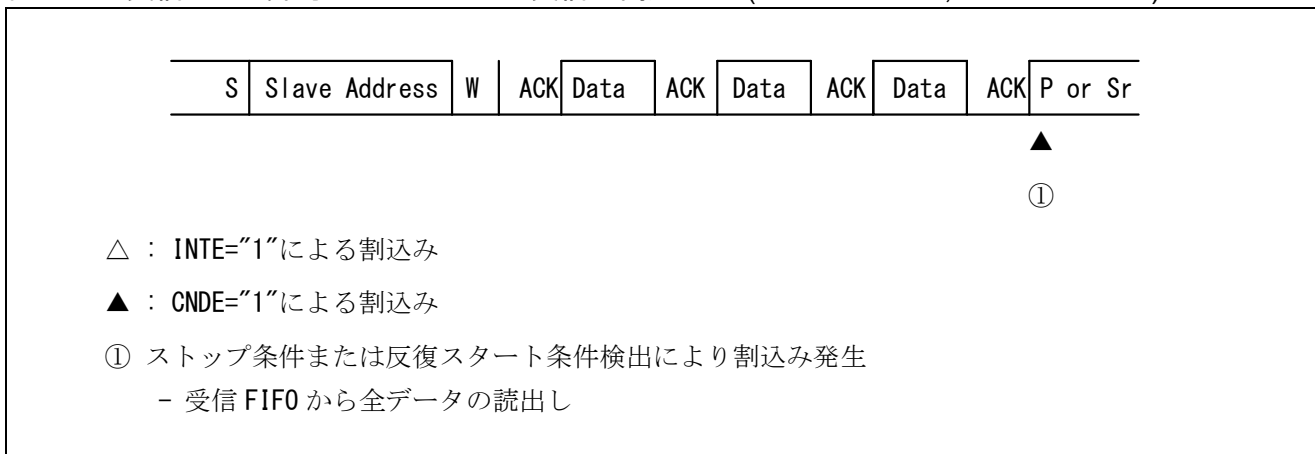 S Slave Address W ACK Data ACK Data ACK Data ACK P or Sr
▲
①
△ : INTE="1"による割込み
▲ : CNDE="1"による割込み
① ストップ条件または反復スタート条件検出により割込み発生
- 受信 FIFO から全データの読出し